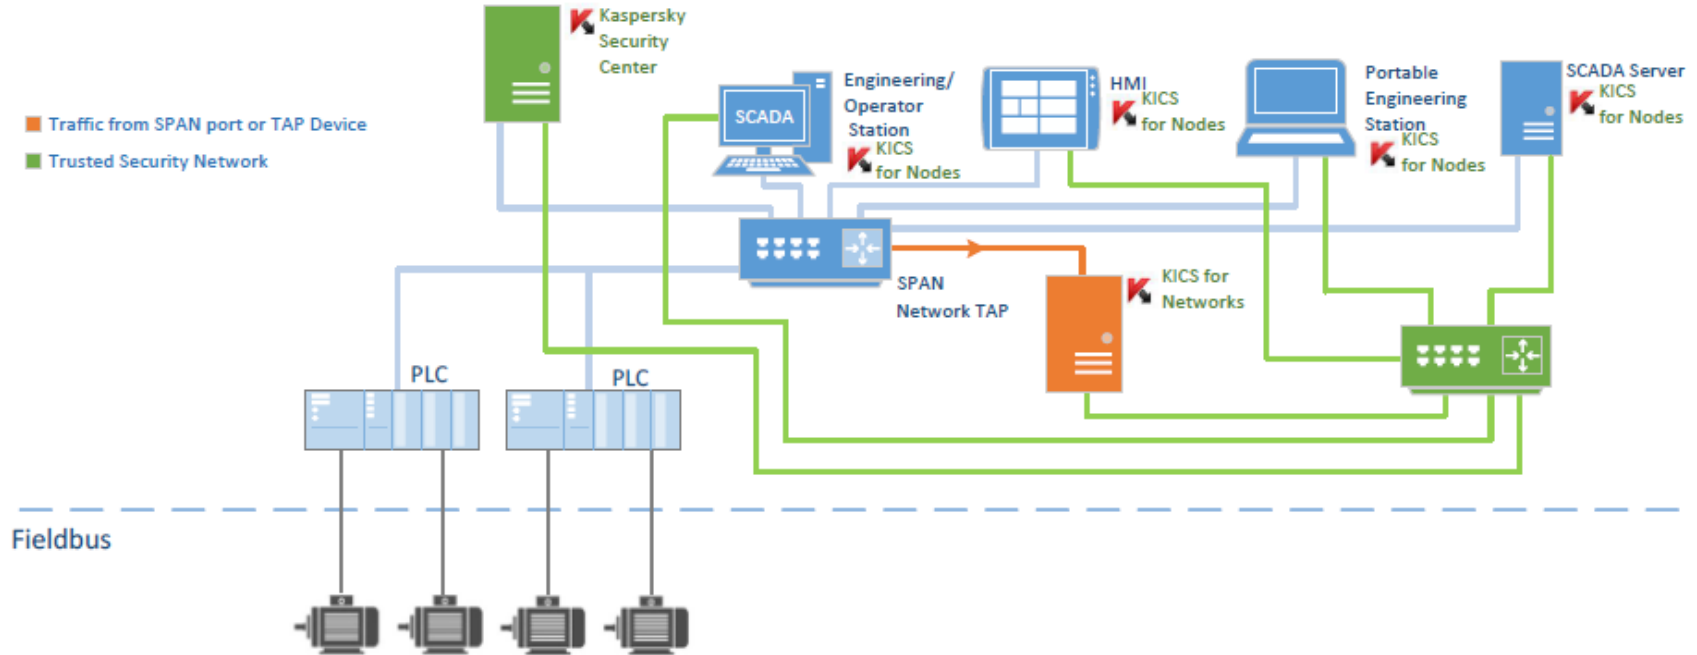 Kaspersky
Security
Center
Traffic from SPAN port or TAP Device
Trusted Security Network
SCADA
Engineering/
Operator
Station
KICS
for Nodes
HMI
KICS
for Nodes
Portable
Engineering
Station
KICS
for Nodes
SCADA Server
KICS
for Nodes
SPAN
Network TAP
KICS for
Networks
PLC
PLC
Fieldbus